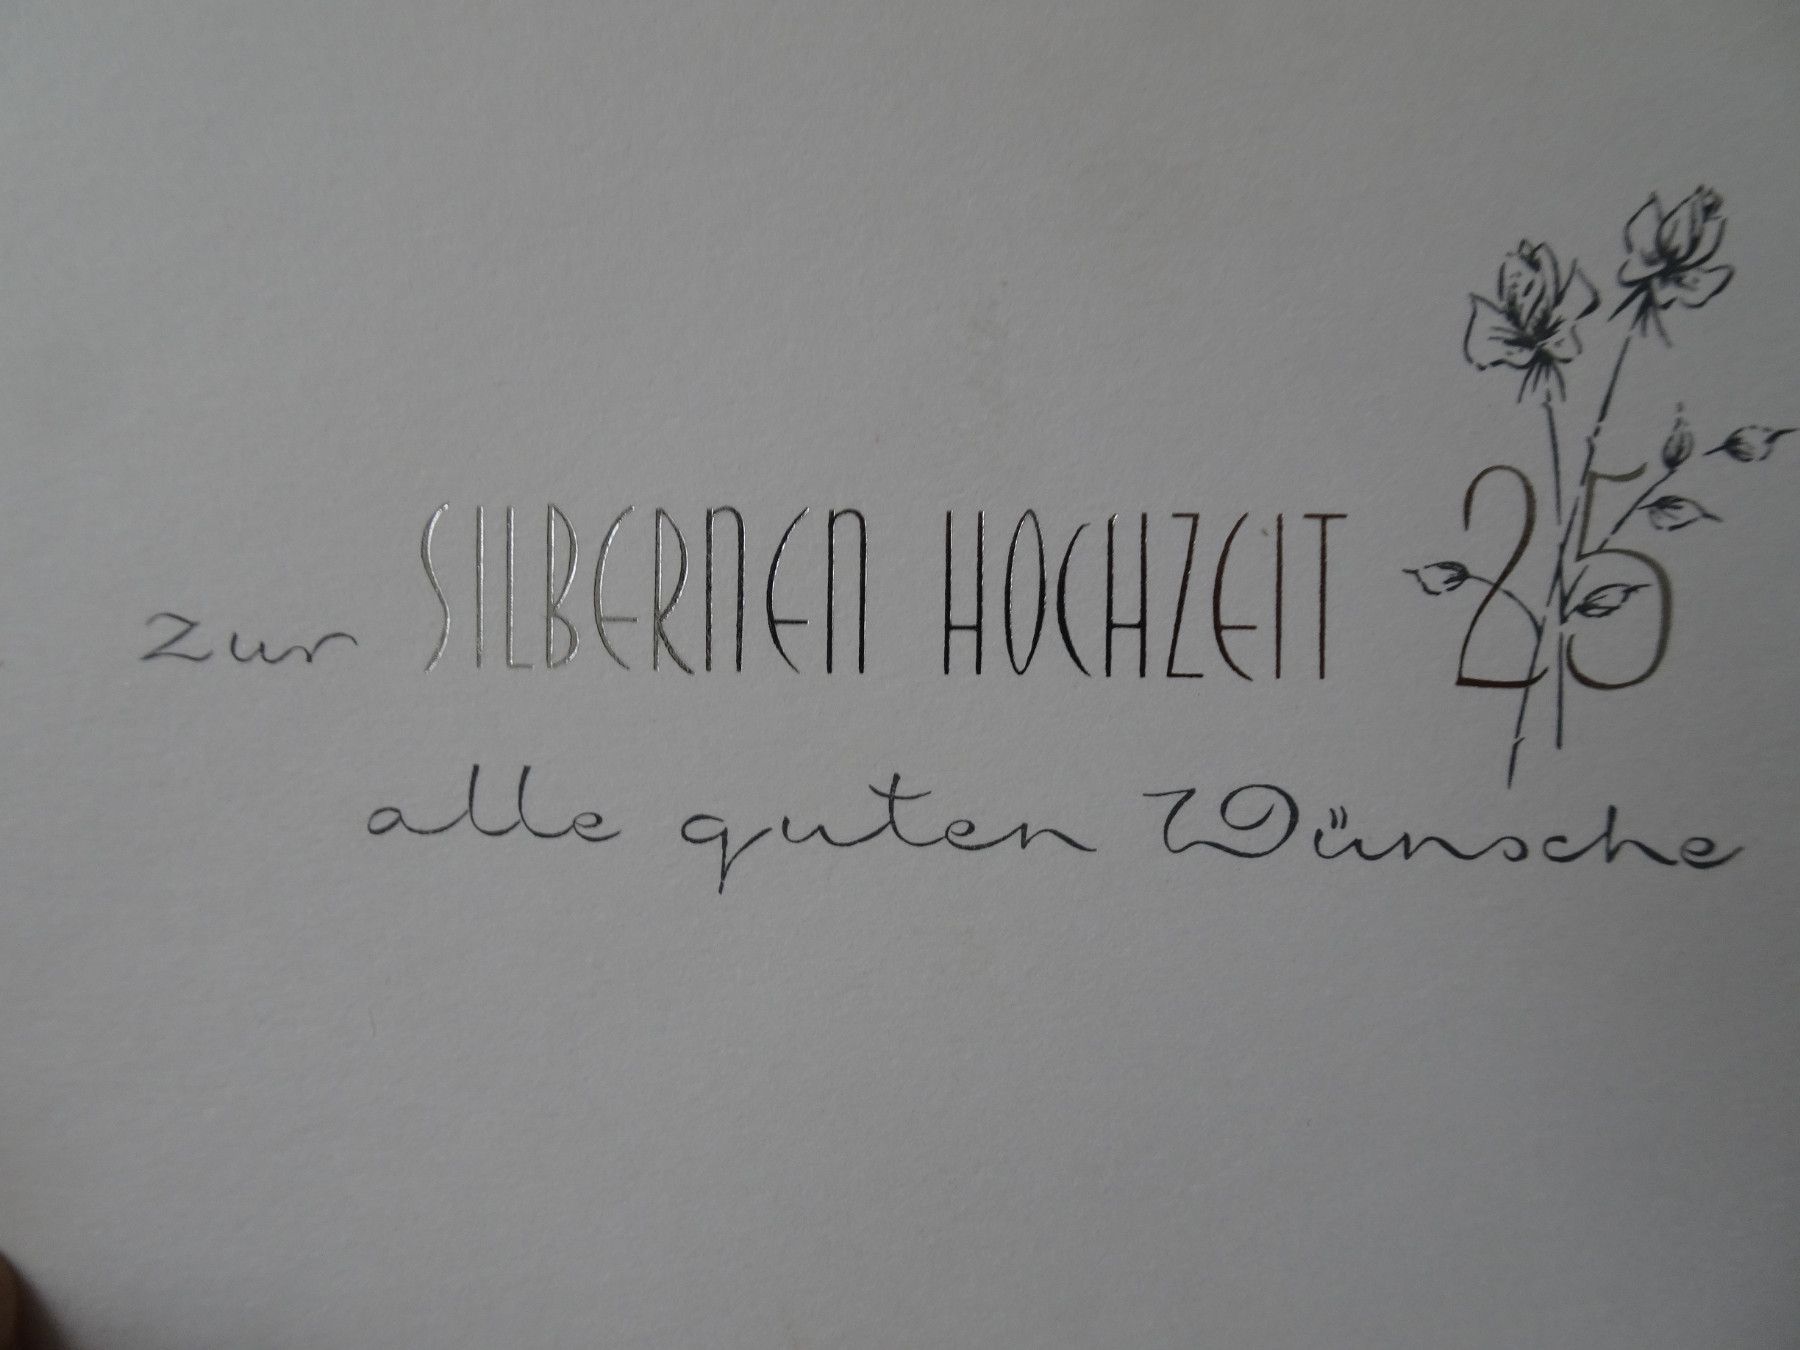 zur SILBERNEN HOCHZEIT 25
alle guten Wünsche